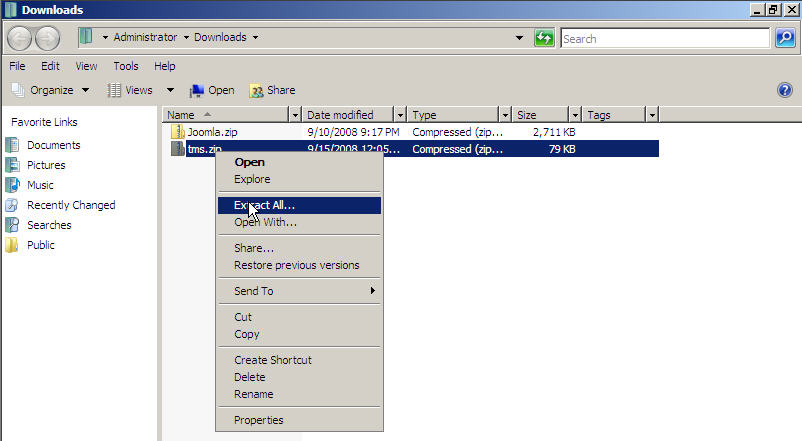 Downloads
Administrator Downloads Search
File Edit View Tools Help
Organize Views Open Share
Favorite Links
Documents
Pictures
Music
Recently Changed
Searches
Public
Name Date modified Type Size Tags
Joomla.zip 9/10/2008 9:17 PM Compressed (zip... 2,711 KB
tms.zip 9/15/2008 12:05... Compressed (zip... 79 KB
Open
Explore
Extract All...
Open With...
Share...
Restore previous versions
Send To
Cut
Copy
Create Shortcut
Delete
Rename
Properties